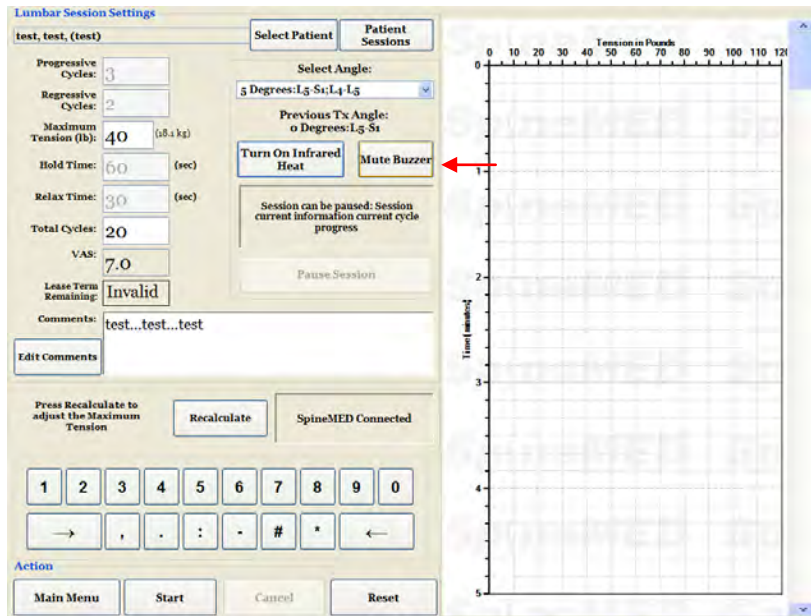 Lumbar Session Settings
test, test, (test)
Select Patient
Patient
Sessions
Progressive
Cycles:
3
Regressive
Cycles:
2
Maximum
Tension (lb):
40
(18.1 kg)
Hold Time:
60
(sec)
Relax Time:
30
(sec)
Total Cycles:
20
VAS:
7.0
Lease Term
Remaining:
Invalid
Select Angle:
5 Degrees:L5-S1;L4-L5
Previous Tx Angle:
0 Degrees:L5-S1
Turn On Infrared
Heat
Mute Buzzer
Session can be paused: Session
current information current cycle
progress
Pause Session
Comments:
test...test...test
Edit Comments
Press Recalculate to
adjust the Maximum
Tension
Recalculate
SpineMED Connected
1 2 3 4 5 6 7 8 9 0
→ , . : - # * ←
Action
Main Menu
Start
Cancel
Reset
Tension in Pounds
0 10 20 30 40 50 60 70 80 90 100 110 120
Time [minutes]
0
1
2
3
4
5
SpineMED
SpineMED
SpineMED
SpineMED
SpineMED
SpineMED